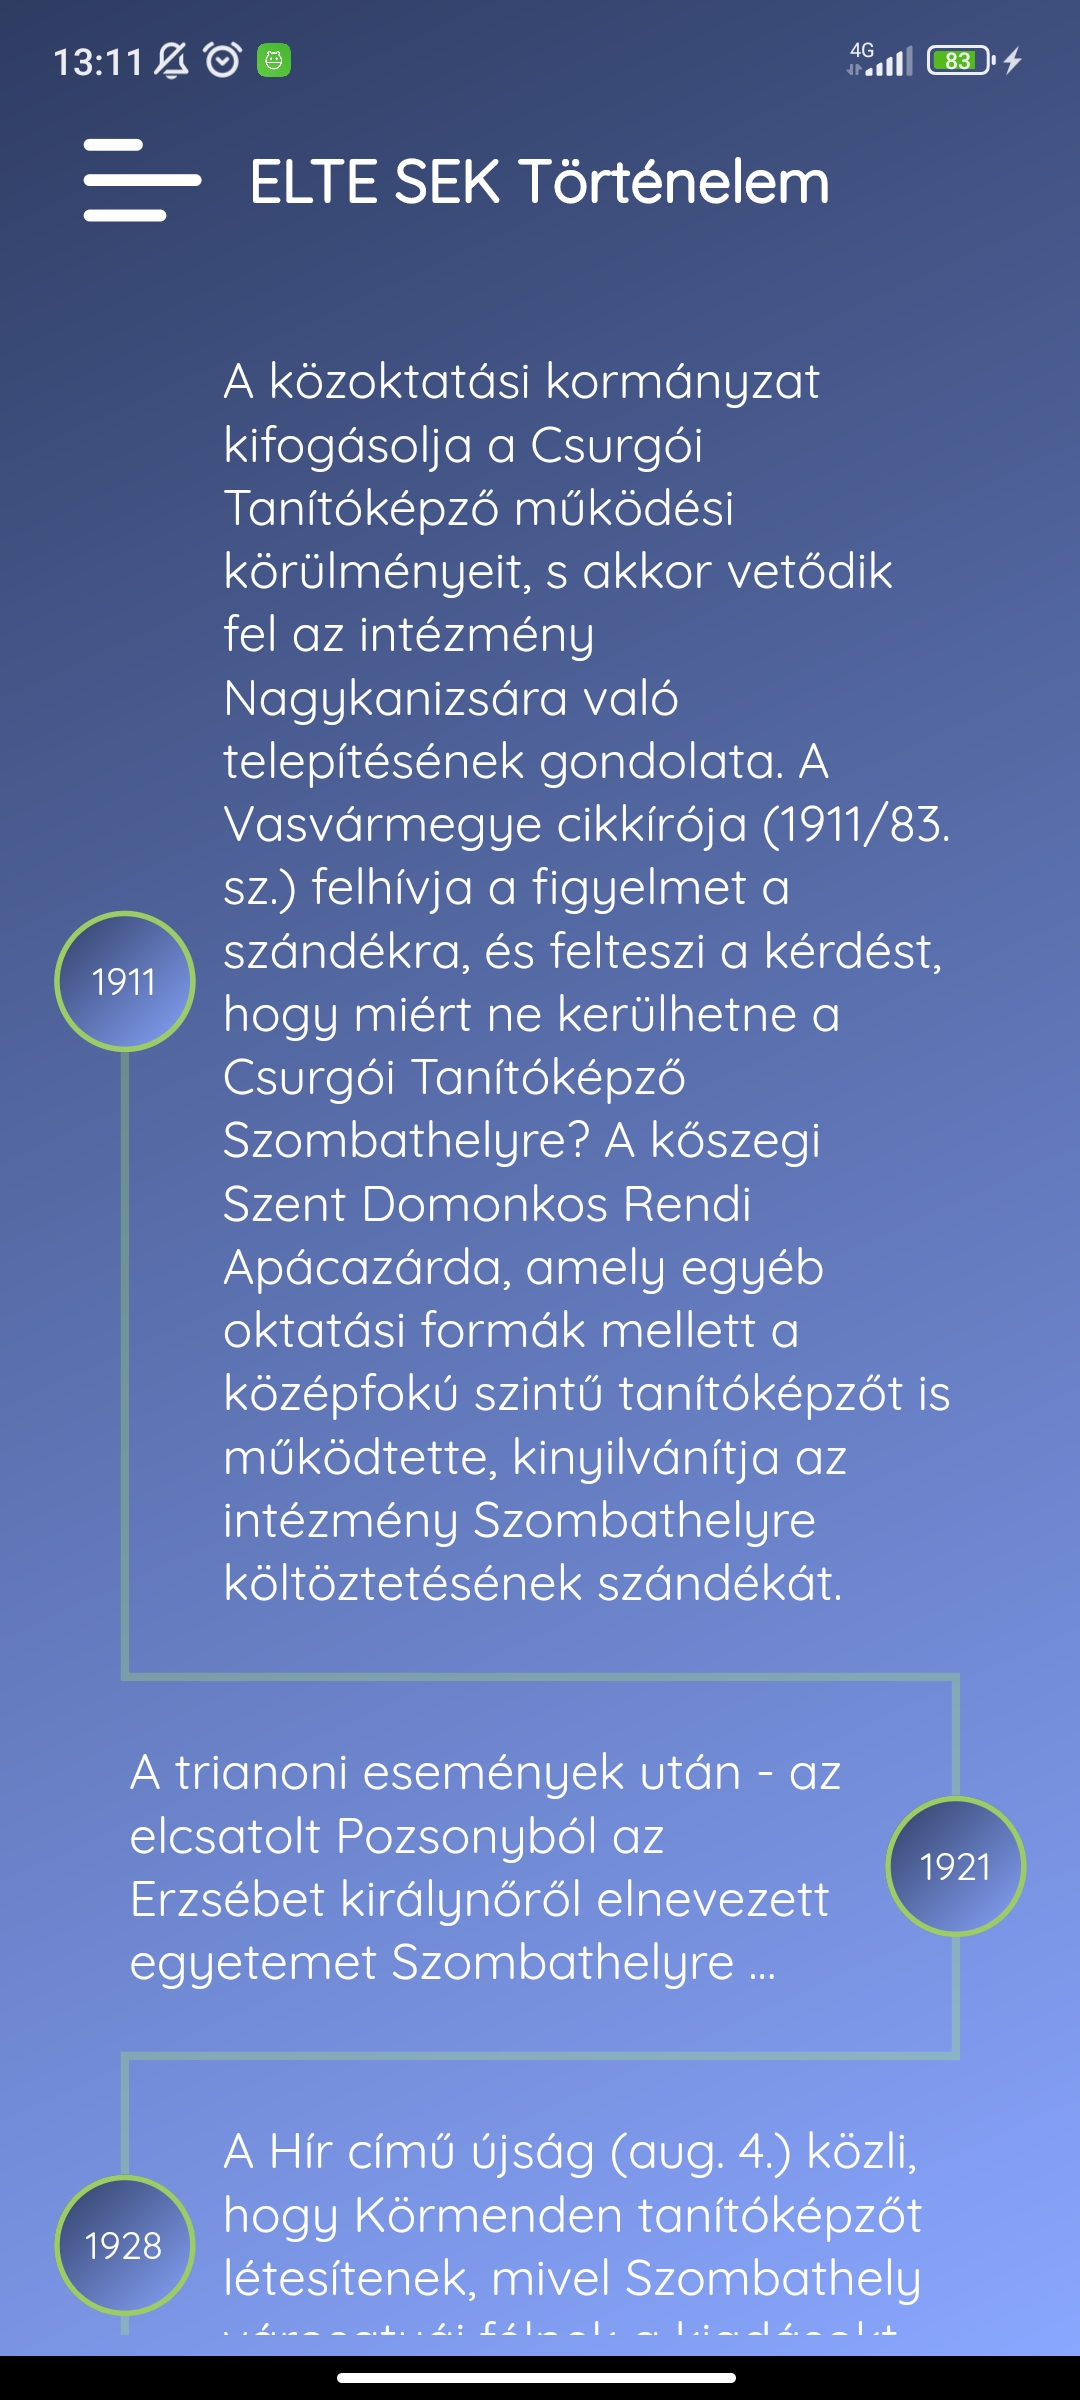 13:11
4G
83
ELTE SEK Történelem
A közoktatási kormányzat
kifogásolja a Csurgói
Tanítóképző működési
körülményeit, s akkor vetődik
fel az intézmény
Nagykanizsára való
telepítésének gondolata. A
Vasvármegye cikkírója (1911/83.
sz.) felhívja a figyelmet a
szándékra, és felteszi a kérdést,
hogy miért ne kerülhetne a
Csurgói Tanítóképző
Szombathelyre? A kőszegi
Szent Domonkos Rendi
Apácazárda, amely egyéb
oktatási formák mellett a
középfokú szintű tanítóképzőt is
működtette, kinyilvánítja az
intézmény Szombathelyre
költöztetésének szándékát.
1911
A trianoni események után - az
elcsatolt Pozsonyból az
Erzsébet királynőről elnevezett
egyetemet Szombathelyre ...
1921
A Hír című újság (aug. 4.) közli,
hogy Körmenden tanítóképzőt
létesítenek, mivel Szombathely
1928